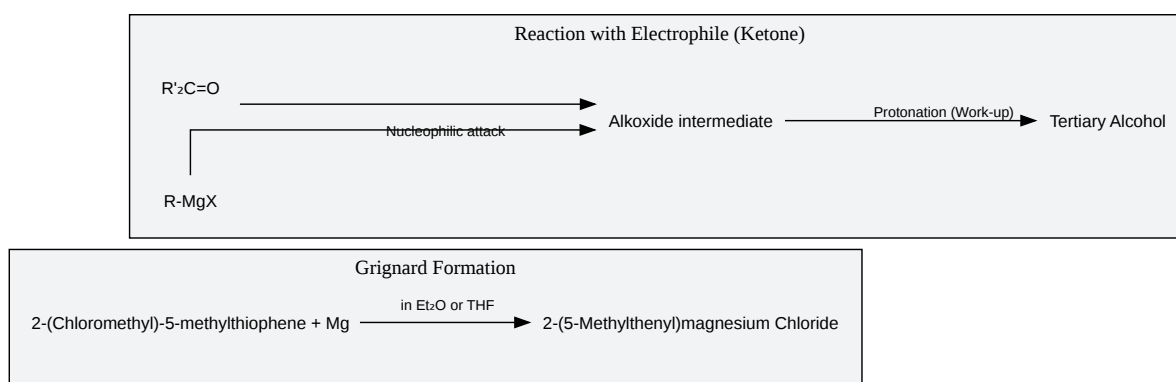 Reaction with Electrophile (Ketone)
R'₂C=O
Nucleophilic attack
Alkoxide intermediate
Protonation (Work-up)
Tertiary Alcohol
R-MgX
Grignard Formation
2-(Chloromethyl)-5-methylthiophene + Mg
in Et₂O or THF
2-(5-Methylthenyl)magnesium Chloride